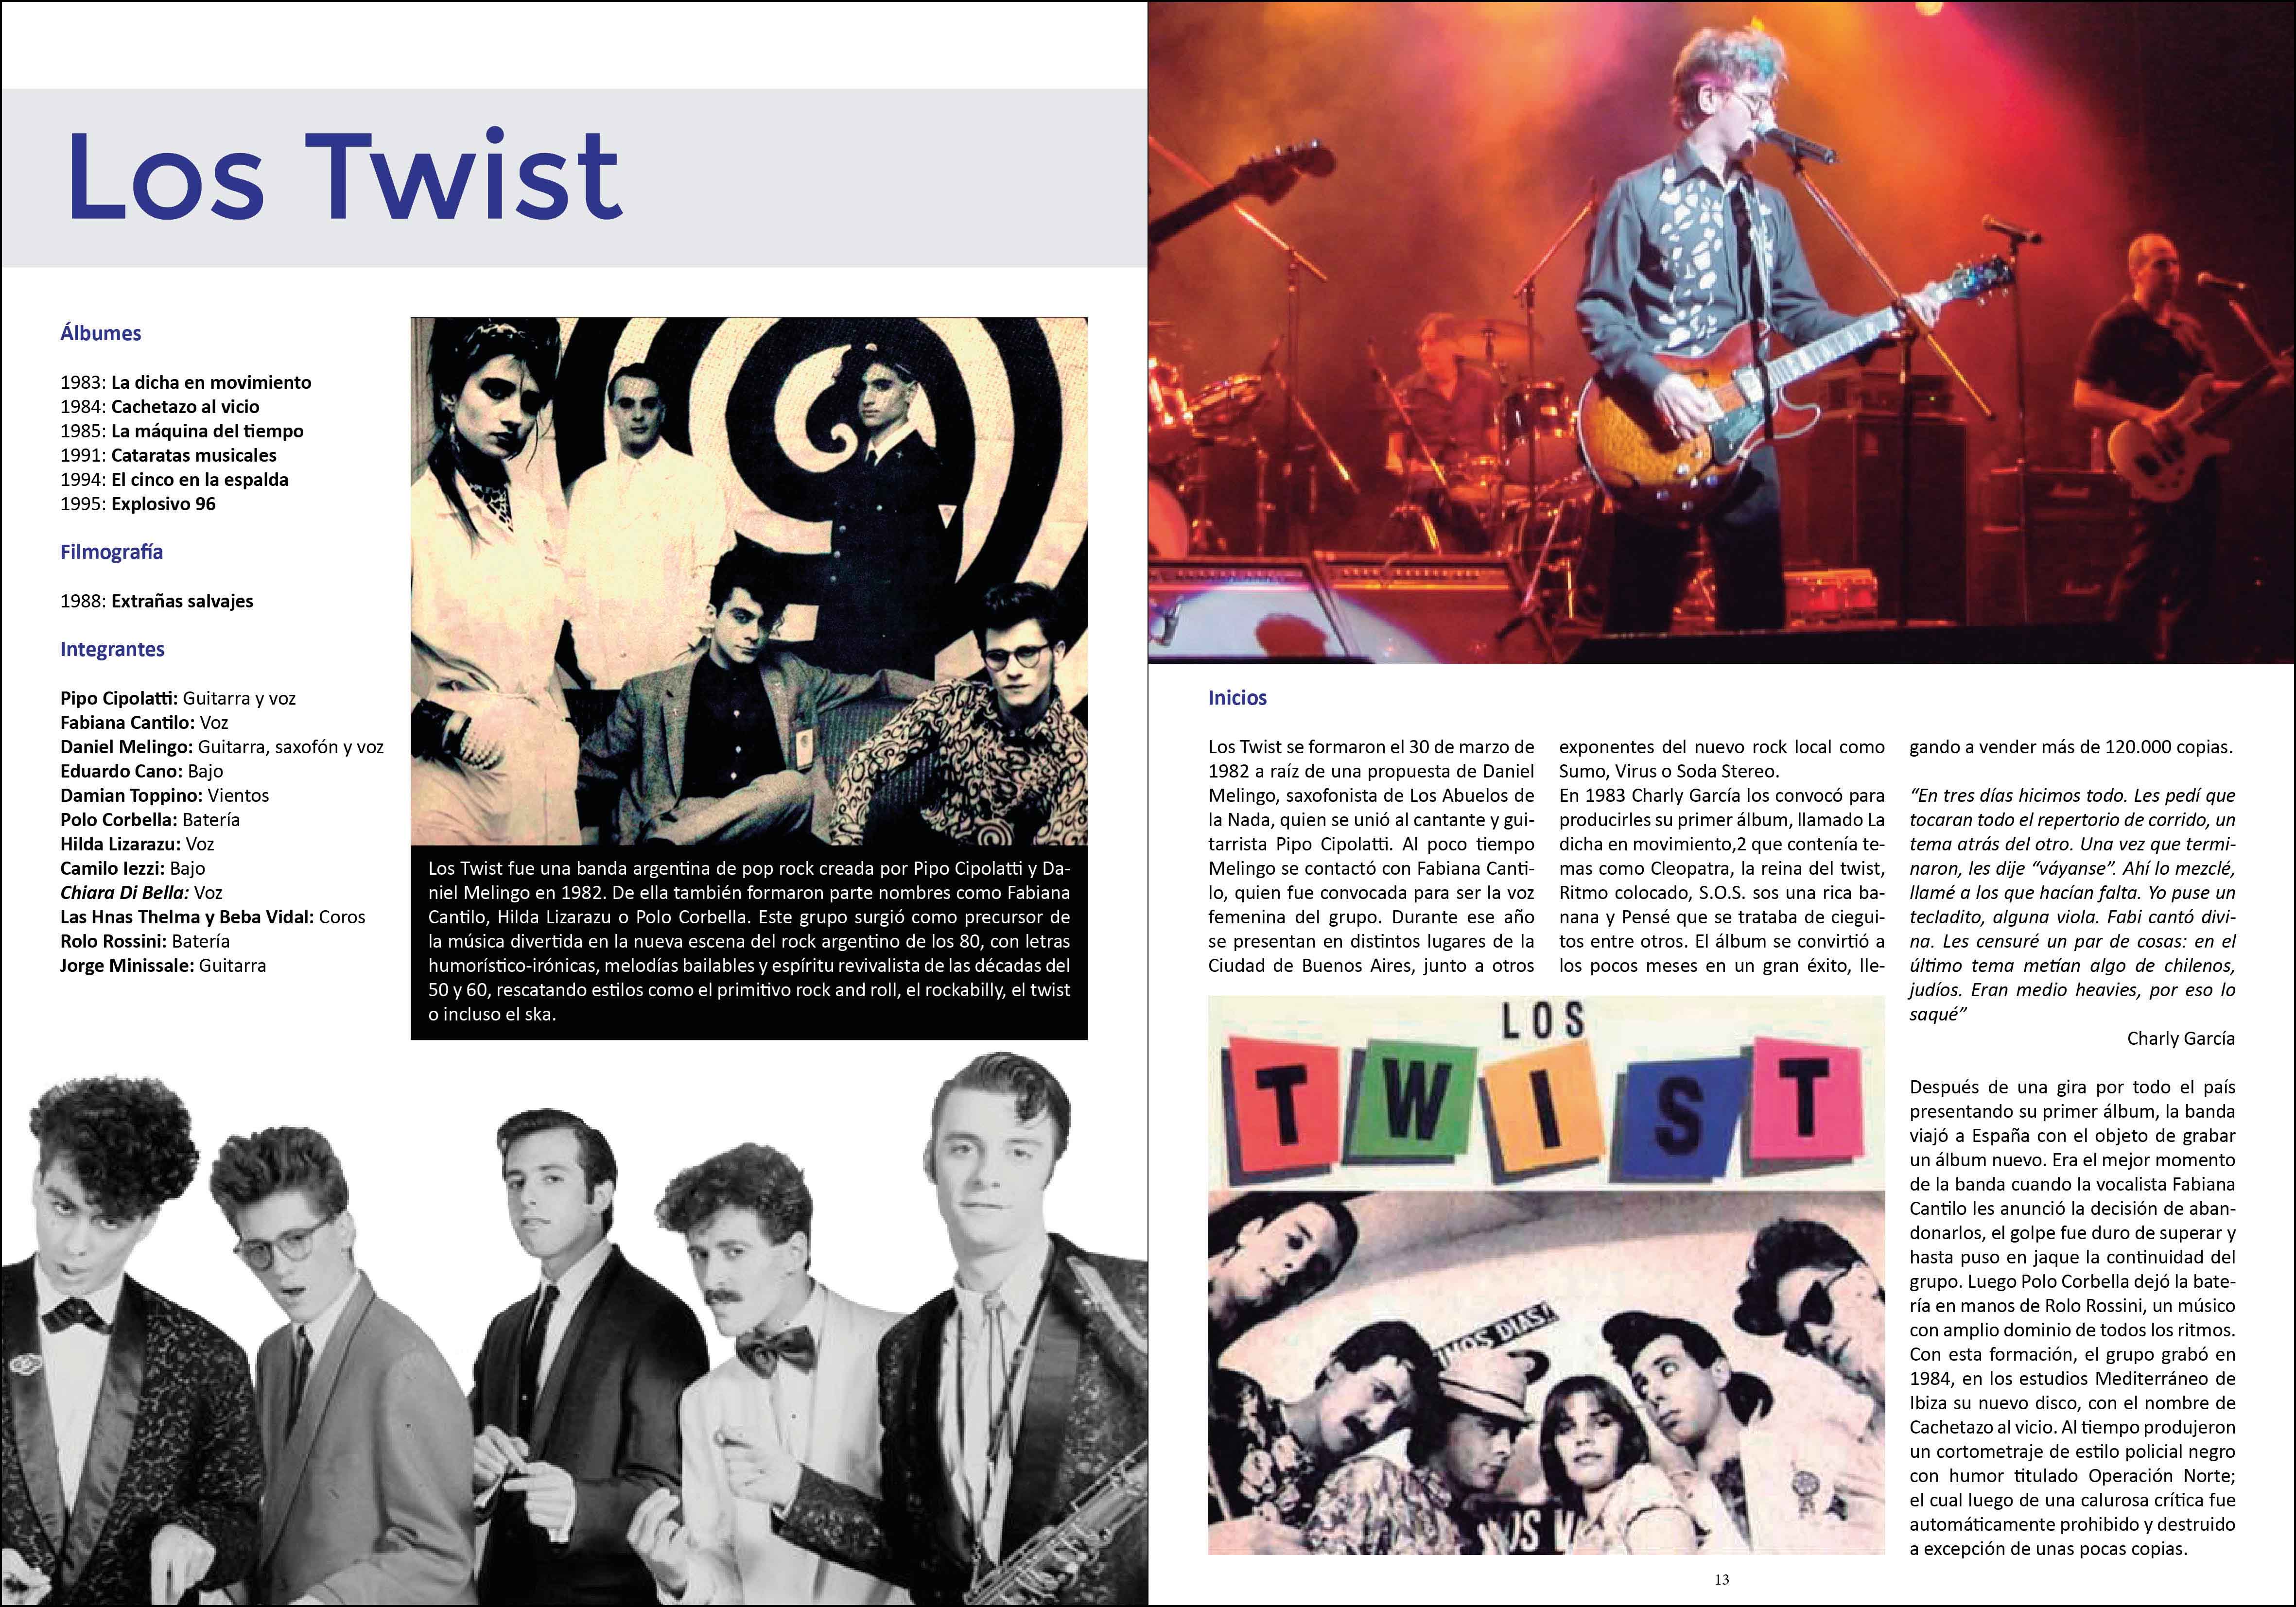 Los Twist
Álbumes
1983: La dicha en movimiento
1984: Cachetazo al vicio
1985: La máquina del tiempo
1991: Cataratas musicales
1994: El cinco en la espalda
1995: Explosivo 96
Filmografía
1988: Extrañas salvajes
Integrantes
Pipo Cipolatti: Guitarra y voz
Fabiana Cantilo: Voz
Daniel Melingo: Guitarra, saxofón y voz
Eduardo Cano: Bajo
Damian Toppino: Vientos
Polo Corbella: Batería
Hilda Lizarazu: Voz
Camilo Iezzi: Bajo
Chiara Di Bella: Voz
Las Hnas Thelma y Beba Vidal: Coros
Rolo Rossini: Batería
Jorge Minissale: Guitarra
Los Twist fue una banda argentina de pop rock creada por Pipo Cipolatti y Da-
niel Melingo en 1982. De ella también formaron parte nombres como Fabiana
Cantilo, Hilda Lizarazu o Polo Corbella. Este grupo surgió como precursor de
la música divertida en la nueva escena del rock argentino de los 80, con letras
humorístico-irónicas, melodías bailables y espíritu revivalista de las décadas del
50 y 60, rescatando estilos como el primitivo rock and roll, el rockabilly, el twist
o incluso el ska.
Inicios
Los Twist se formaron el 30 de marzo de
1982 a raíz de una propuesta de Daniel
Melingo, saxofonista de Los Abuelos de
la Nada, quien se unió al cantante y gui-
tarrista Pipo Cipolatti. Al poco tiempo
Melingo se contactó con Fabiana Canti-
lo, quien fue convocada para ser la voz
femenina del grupo. Durante ese año
se presentan en distintos lugares de la
Ciudad de Buenos Aires, junto a otros
exponentes del nuevo rock local como
Sumo, Virus o Soda Stereo.
En 1983 Charly García los convocó para
producirles su primer álbum, llamado La
dicha en movimiento,2 que contenía te-
mas como Cleopatra, la reina del twist,
Ritmo colocado, S.O.S. sos una rica ba-
nana y Pensé que se trataba de ciegui-
tos entre otros. El álbum se convirtió a
los pocos meses en un gran éxito, lle-
gando a vender más de 120.000 copias.
“En tres días hicimos todo. Les pedí que
tocaran todo el repertorio de corrido, un
tema atrás del otro. Una vez que termi-
naron, les dije “váyanse”. Ahí lo mezclé,
llamé a los que hacían falta. Yo puse un
tecladito, alguna viola. Fabi cantó divi-
na. Les censuré un par de cosas: en el
último tema metían algo de chilenos,
judíos. Eran medio heavies, por eso lo
saqué”
Charly García
Después de una gira por todo el país
presentando su primer álbum, la banda
viajó a España con el objeto de grabar
un álbum nuevo. Era el mejor momento
de la banda cuando la vocalista Fabiana
Cantilo les anunció la decisión de aban-
donarlos, el golpe fue duro de superar y
hasta puso en jaque la continuidad del
grupo. Luego Polo Corbella dejó la bate-
ría en manos de Rolo Rossini, un músico
con amplio dominio de todos los ritmos.
Con esta formación, el grupo grabó en
1984, en los estudios Mediterráneo de
Ibiza su nuevo disco, con el nombre de
Cachetazo al vicio. Al tiempo produjeron
un cortometraje de estilo policial negro
con humor titulado Operación Norte;
el cual luego de una calurosa crítica fue
automáticamente prohibido y destruido
a excepción de unas pocas copias.
LOS
TWIST
DIAS!
13